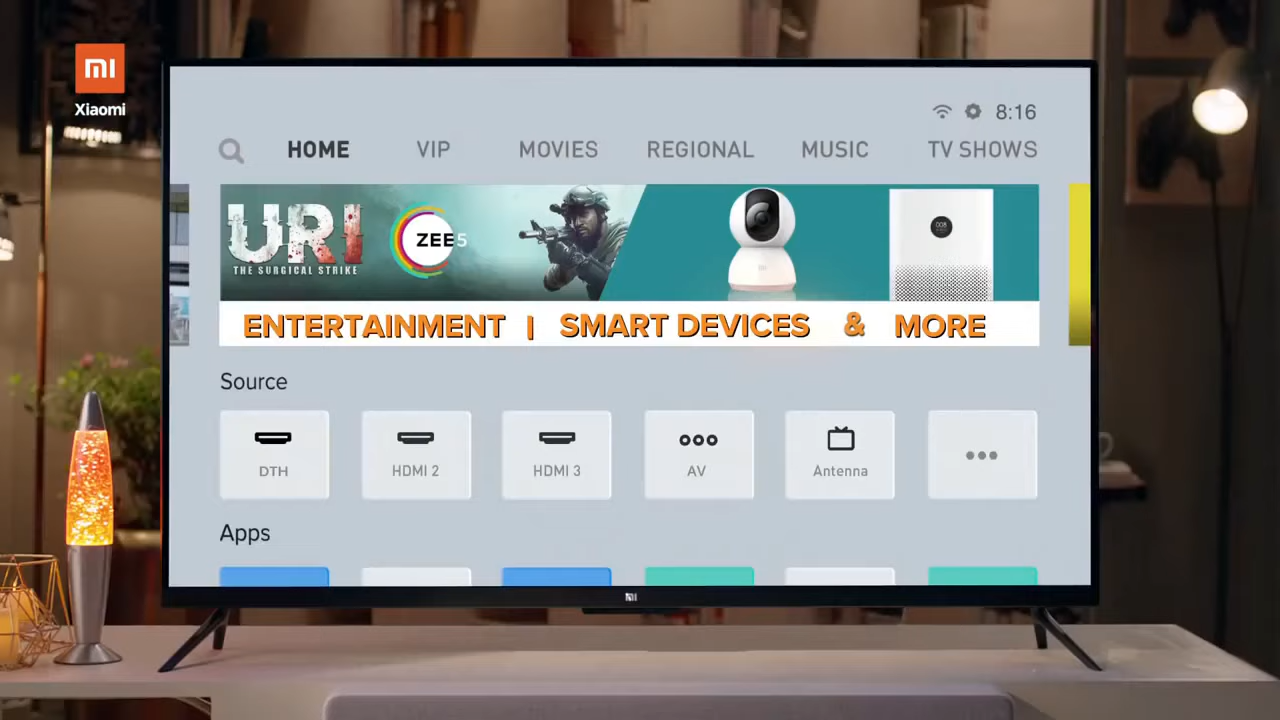 Xiaomi
8:16
HOME VIP MOVIES REGIONAL MUSIC TV SHOWS
URI
THE SURGICAL STRIKE
ZEE5
ENTERTAINMENT | SMART DEVICES & MORE
Source
DTH HDMI 2 HDMI 3 AV Antenna
Apps